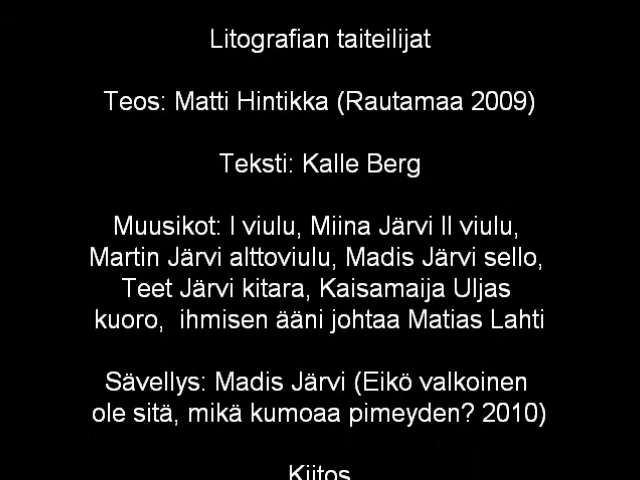 Litografian taiteilijat
Teos: Matti Hintikka (Rautamaa 2009)
Teksti: Kalle Berg
Muusikot: I viulu, Miina Järvi II viulu,
Martin Järvi alttoviulu, Madis Järvi sello,
Teet Järvi kitara, Kaisamaija Uljas
kuoro,  ihmisen ääni johtaa Matias Lahti
Sävellys: Madis Järvi (Eikö valkoinen
ole sitä, mikä kumoaa pimeyden? 2010)
Kiitos